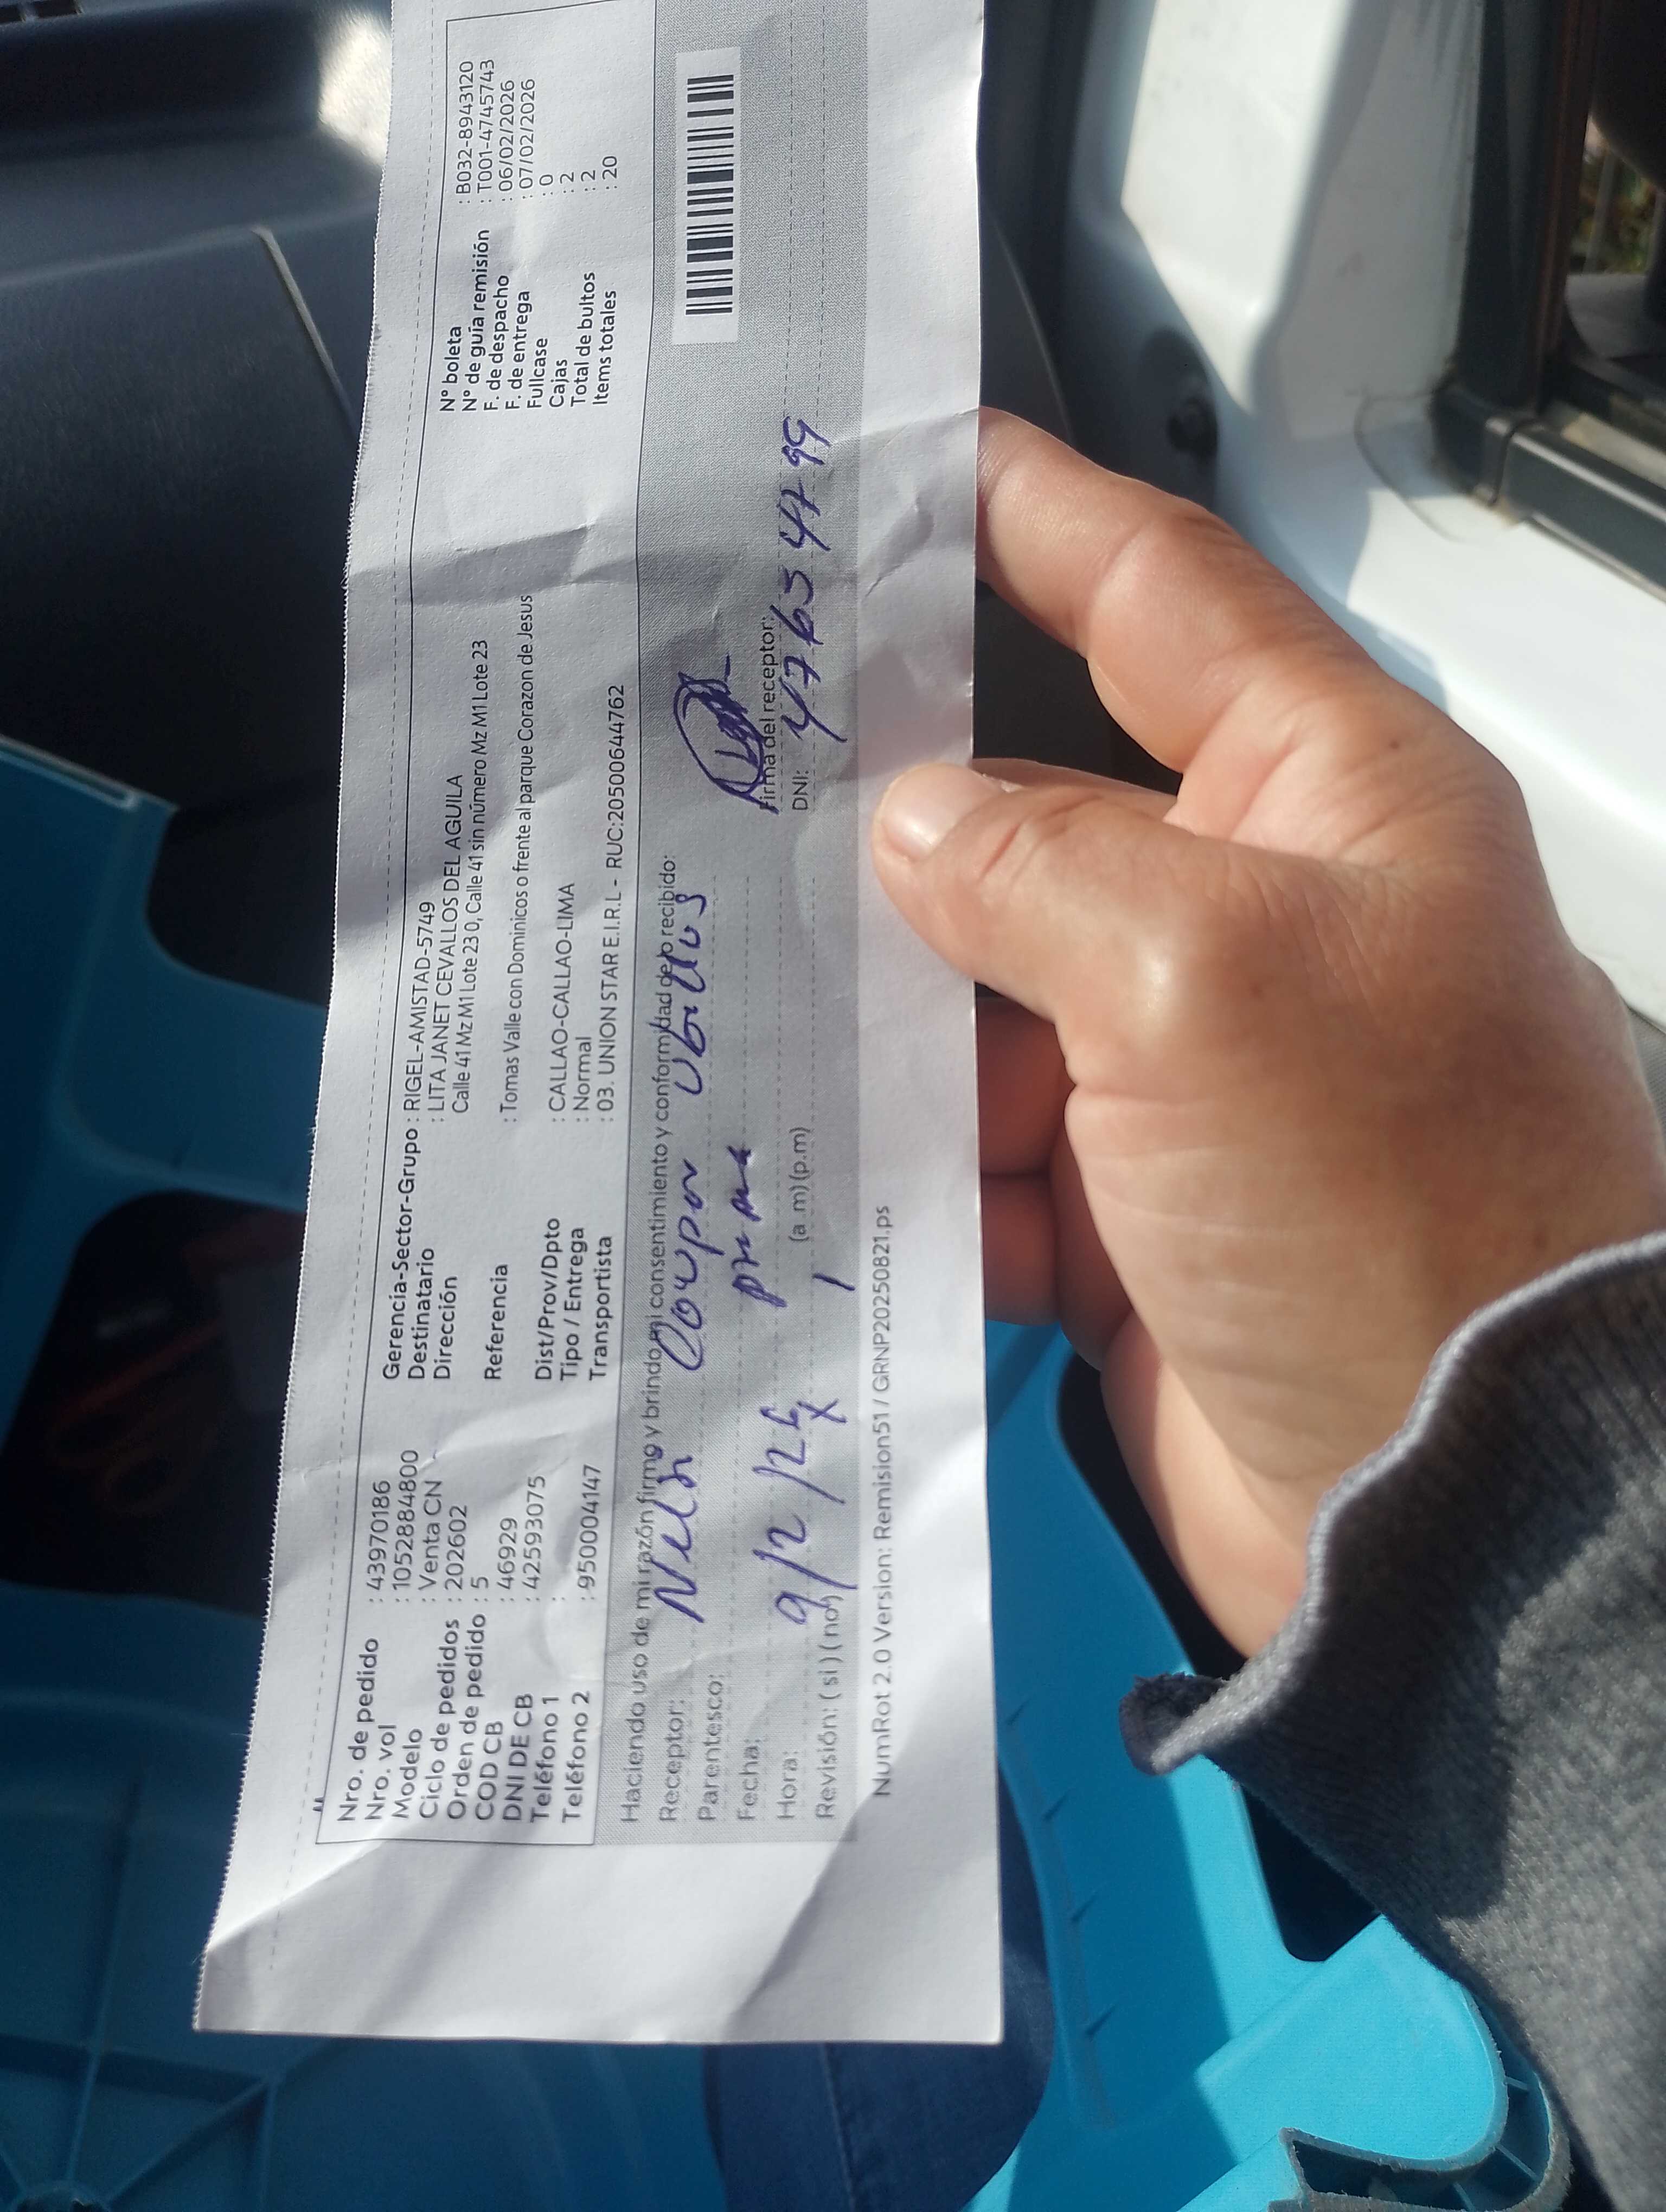 Nro. de pedido : 43970186
Nro. vol : 1052884800
Modelo : Venta CN
Ciclo de pedidos : 202602
Orden de pedido : 5
COD CB : 46929
DNI DE CB : 42593075
Teléfono 1 :
Teléfono 2 : 950004147
Gerencia-Sector-Grupo : RIGEL-AMISTAD-5749
Destinatario : LITA JANET CEVALLOS DEL AGUILA
Dirección Calle 41 Mz M1 Lote 23 0, Calle 41 sin número Mz M1 Lote 23
Referencia : Tomas Valle con Dominicos o frente al parque Corazon de Jesus
Dist/Prov/Dpto : CALLAO-CALLAO-LIMA
Tipo / Entrega : Normal
Transportista : 03. UNION STAR E.I.R.L - RUC:20500644762
N° boleta : B032-8943120
N° de guía remisión : T001-4745743
F. de despacho : 06/02/2026
F. de entrega : 07/02/2026
Fullcase : 0
Cajas : 2
Total de bultos : 2
Items totales : 20
Haciendo uso de mi razón firmo y brindo mi consentimiento y conformidad de lo recibido:
Receptor: Nelsi
Parentesco: prima
Fecha: 9/2/26
Hora: (a.m) (p.m)
Revisión: ( si ) ( no )
Firma del receptor:
DNI: 47654799
NumRot 2.0 Version: Remision51 / GRNP20250821.ps